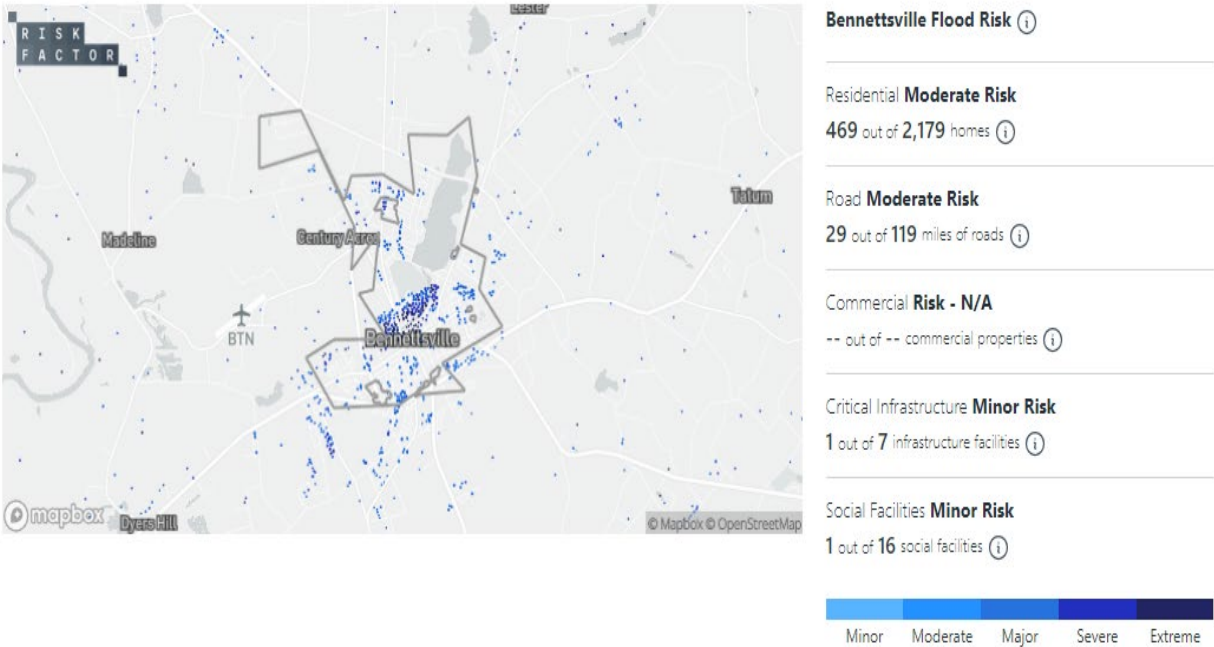 Lester
RISK
FACTOR
Tatum
Madeline
Century Acres
BTN
Bennettsville
mapbox
Dyers Hill
© Mapbox © OpenStreetMap
Bennettsville Flood Risk
Residential Moderate Risk
469 out of 2,179 homes
Road Moderate Risk
29 out of 119 miles of roads
Commercial Risk - N/A
-- out of -- commercial properties
Critical Infrastructure Minor Risk
1 out of 7 infrastructure facilities
Social Facilities Minor Risk
1 out of 16 social facilities
Minor Moderate Major Severe Extreme